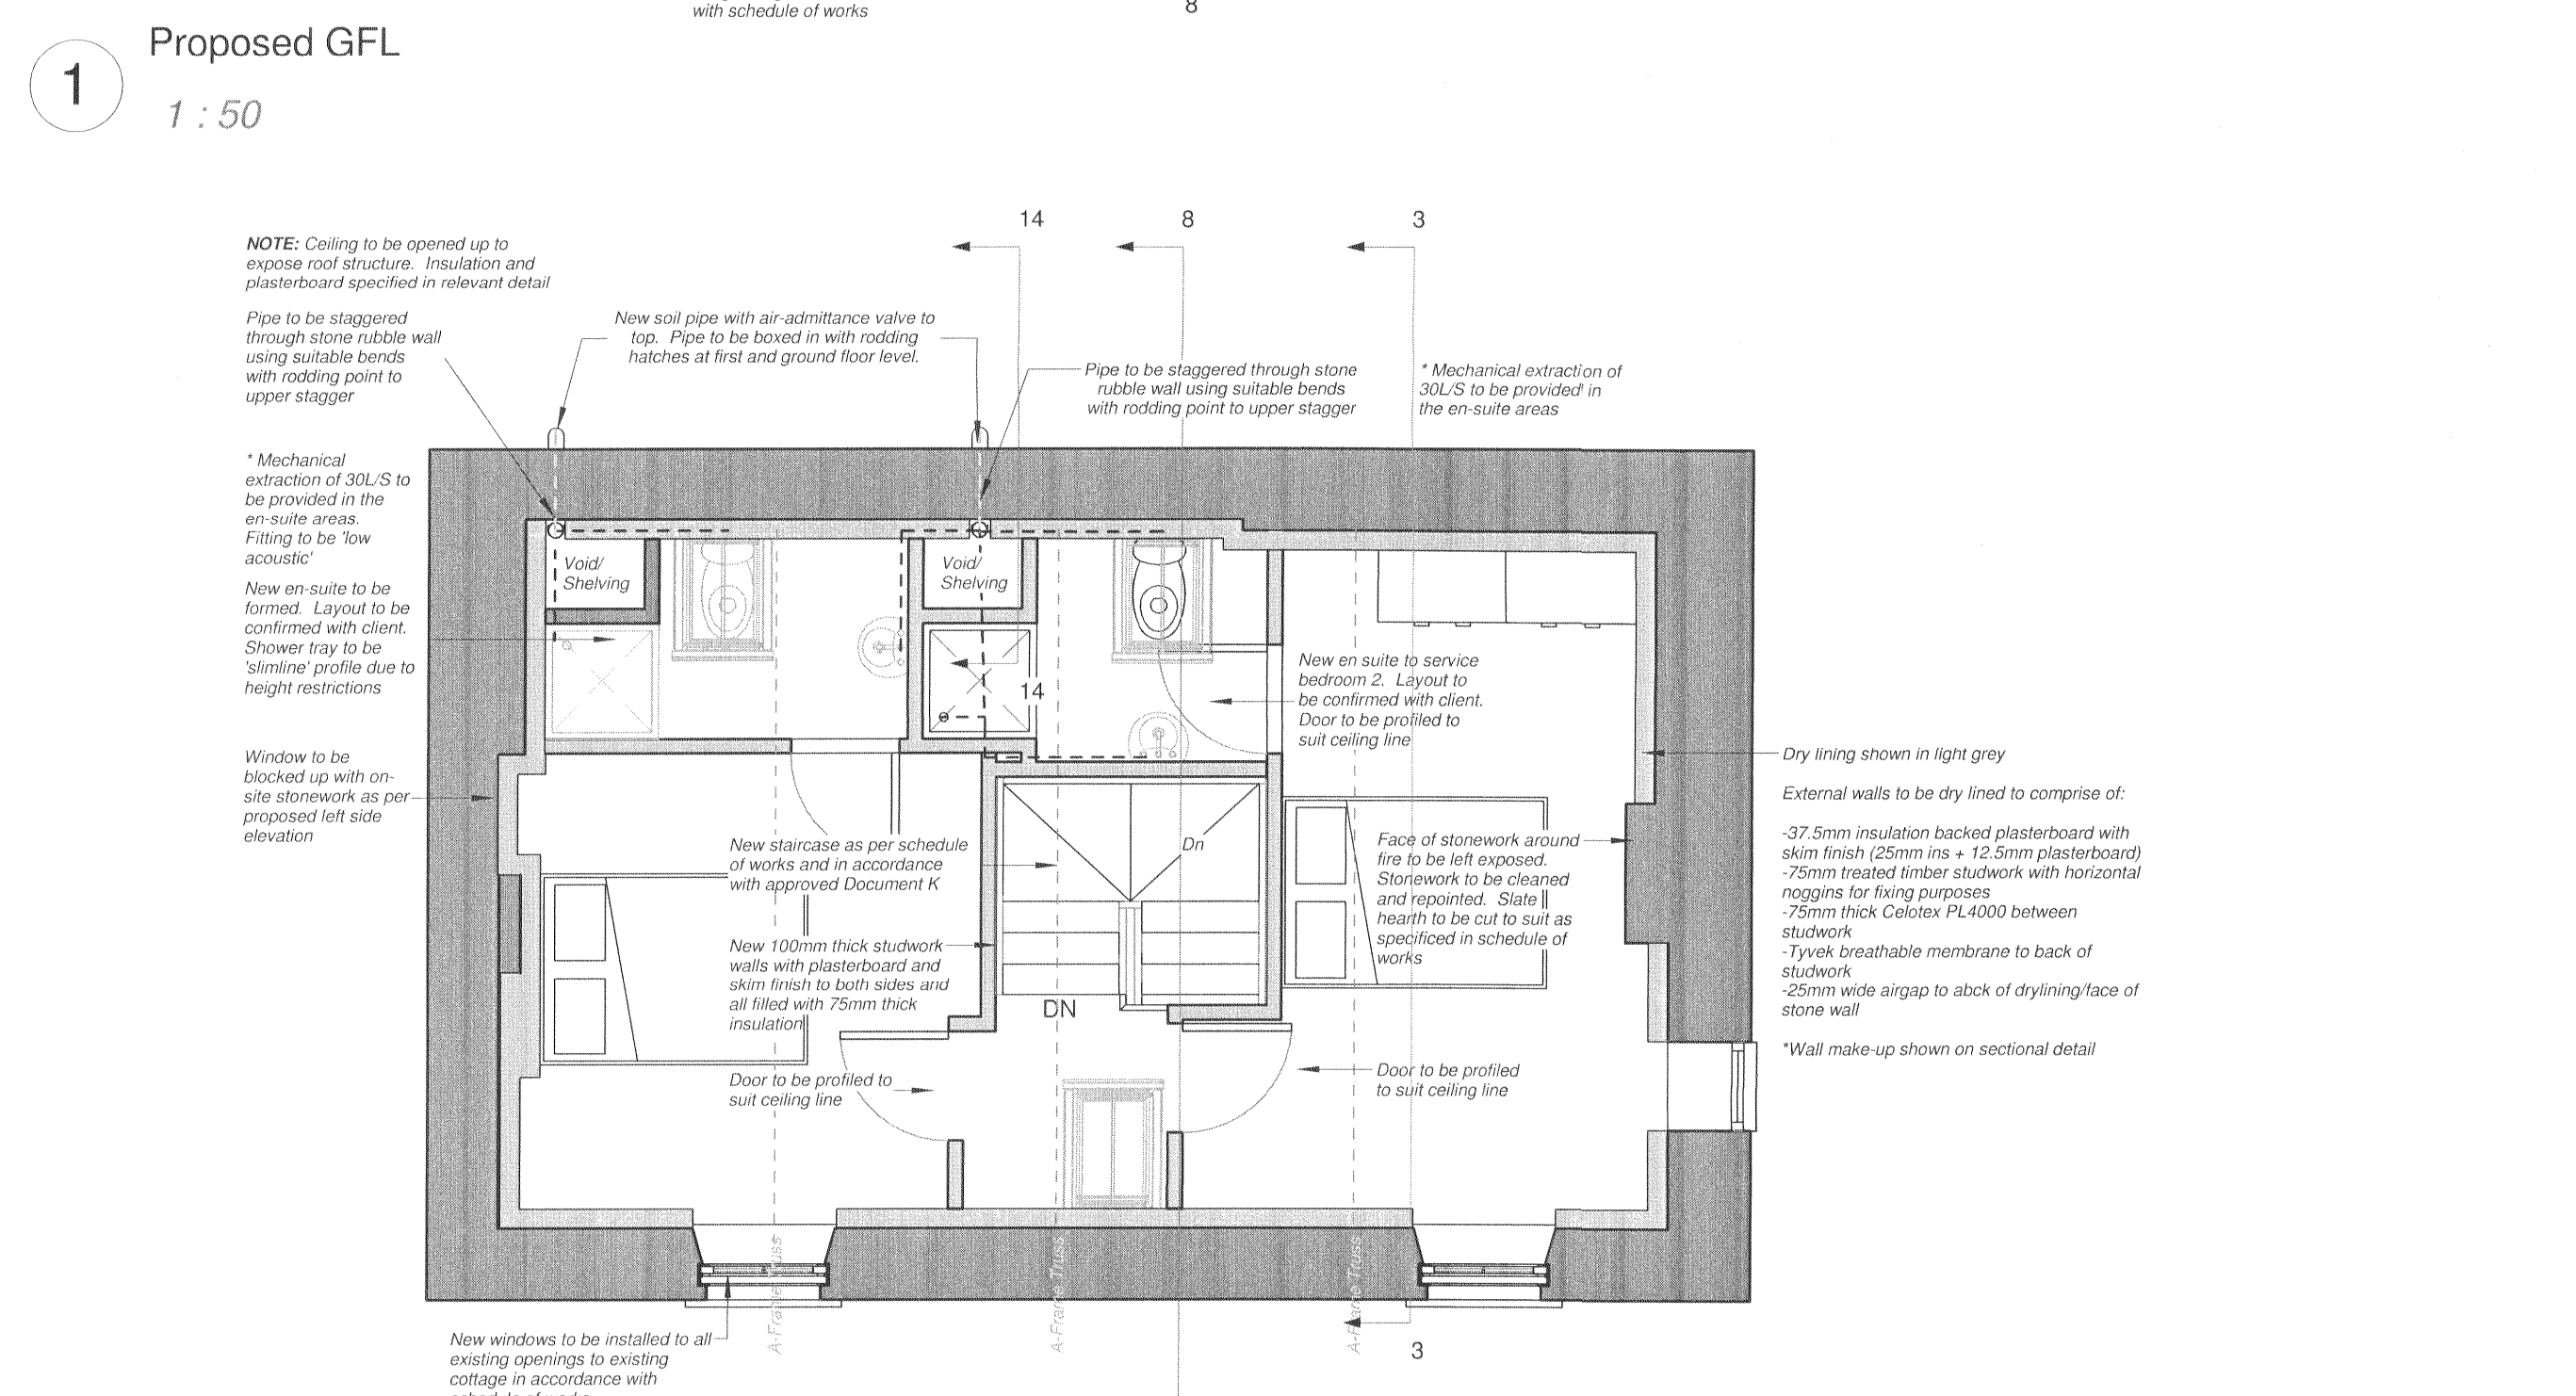 with schedule of works
8
1
Proposed GFL
1 : 50
14
8
3
NOTE: Ceiling to be opened up to
expose roof structure. Insulation and
plasterboard specified in relevant detail
Pipe to be staggered
through stone rubble wall
using suitable bends
with rodding point to
upper stagger
New soil pipe with air-admittance valve to
top. Pipe to be boxed in with rodding
hatches at first and ground floor level.
Pipe to be staggered through stone
rubble wall using suitable bends
with rodding point to upper stagger
* Mechanical extraction of
30L/S to be provided in
the en-suite areas
* Mechanical
extraction of 30L/S to
be provided in the
en-suite areas.
Fitting to be 'low
acoustic'
New en-suite to be
formed. Layout to be
confirmed with client.
Shower tray to be
'slimline' profile due to
height restrictions
Void/
Shelving
Void/
Shelving
14
New en suite to service
bedroom 2. Layout to
be confirmed with client.
Door to be profiled to
suit ceiling line
Window to be
blocked up with on-
site stonework as per
proposed left side
elevation
Dry lining shown in light grey
External walls to be dry lined to comprise of:
-37.5mm insulation backed plasterboard with
skim finish (25mm ins + 12.5mm plasterboard)
-75mm treated timber studwork with horizontal
noggins for fixing purposes
-75mm thick Celotex PL4000 between
studwork
-Tyvek breathable membrane to back of
studwork
-25mm wide airgap to abck of drylining/face of
stone wall
*Wall make-up shown on sectional detail
New staircase as per schedule
of works and in accordance
with approved Document K
Dn
Face of stonework around
fire to be left exposed.
Stonework to be cleaned
and repointed. Slate
hearth to be cut to suit as
specificed in schedule of
works
New 100mm thick studwork
walls with plasterboard and
skim finish to both sides and
all filled with 75mm thick
insulation
DN
Door to be profiled to
suit ceiling line
Door to be profiled
to suit ceiling line
A-Frame Truss
A-Frame Truss
A-Frame Truss
3
New windows to be installed to all
existing openings to existing
cottage in accordance with